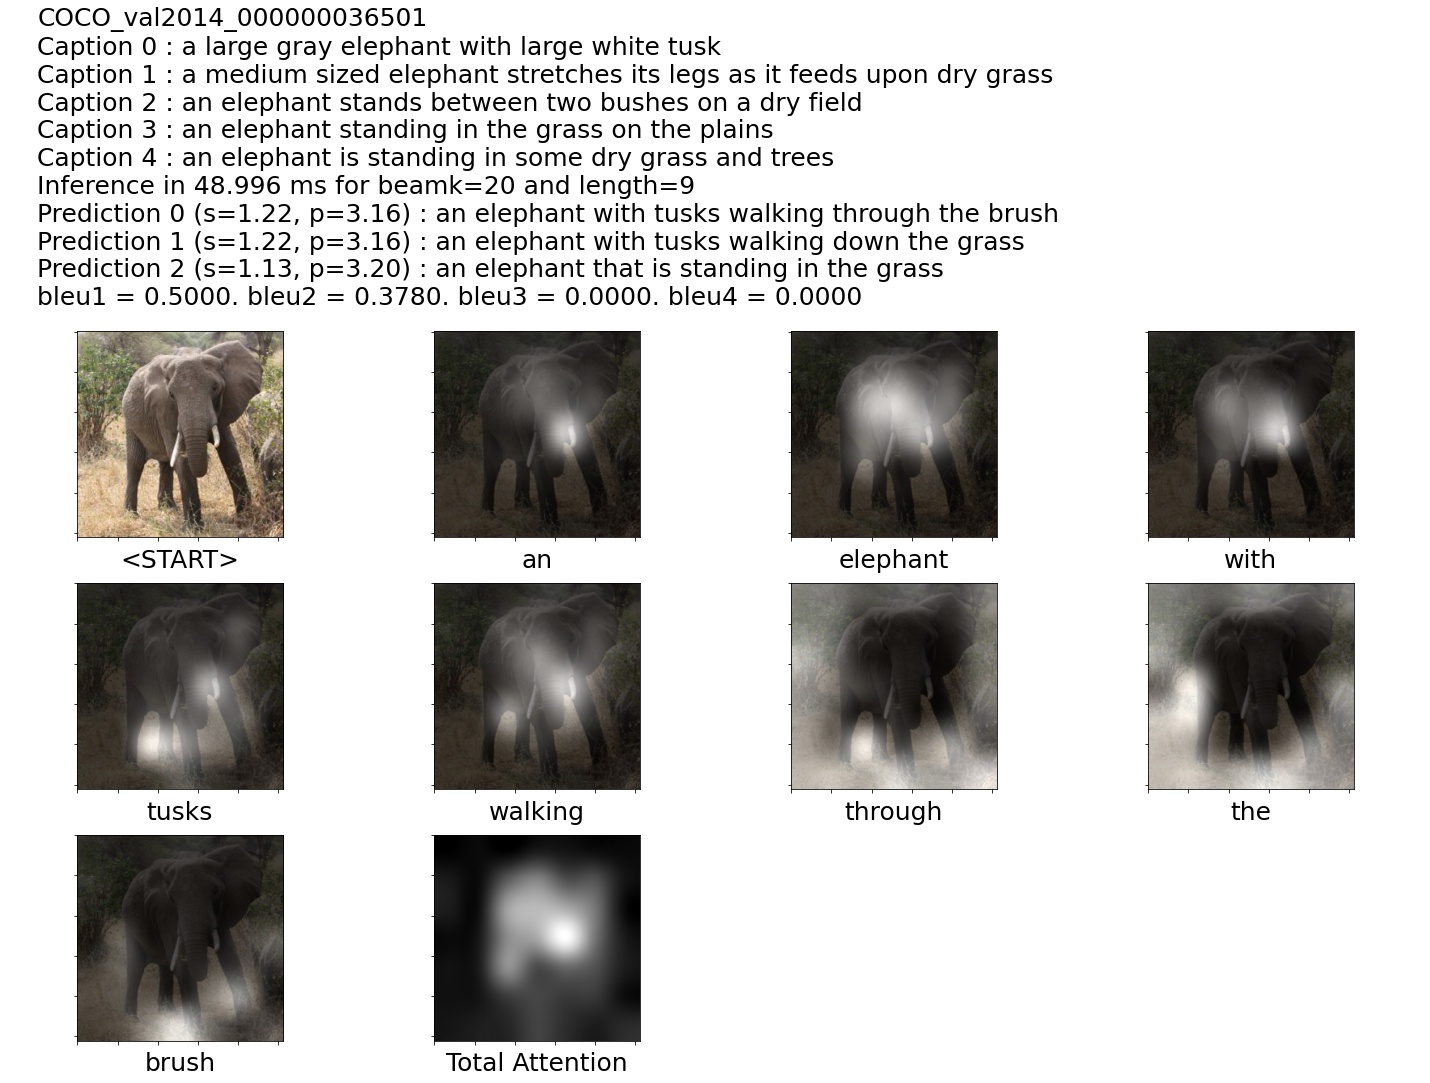 COCO_val2014_000000036501
Caption 0 : a large gray elephant with large white tusk
Caption 1 : a medium sized elephant stretches its legs as it feeds upon dry grass
Caption 2 : an elephant stands between two bushes on a dry field
Caption 3 : an elephant standing in the grass on the plains
Caption 4 : an elephant is standing in some dry grass and trees
Inference in 48.996 ms for beamk=20 and length=9
Prediction 0 (s=1.22, p=3.16) : an elephant with tusks walking through the brush
Prediction 1 (s=1.22, p=3.16) : an elephant with tusks walking down the grass
Prediction 2 (s=1.13, p=3.20) : an elephant that is standing in the grass
bleu1 = 0.5000. bleu2 = 0.3780. bleu3 = 0.0000. bleu4 = 0.0000
<START> an elephant with
tusks walking through the
brush Total Attention